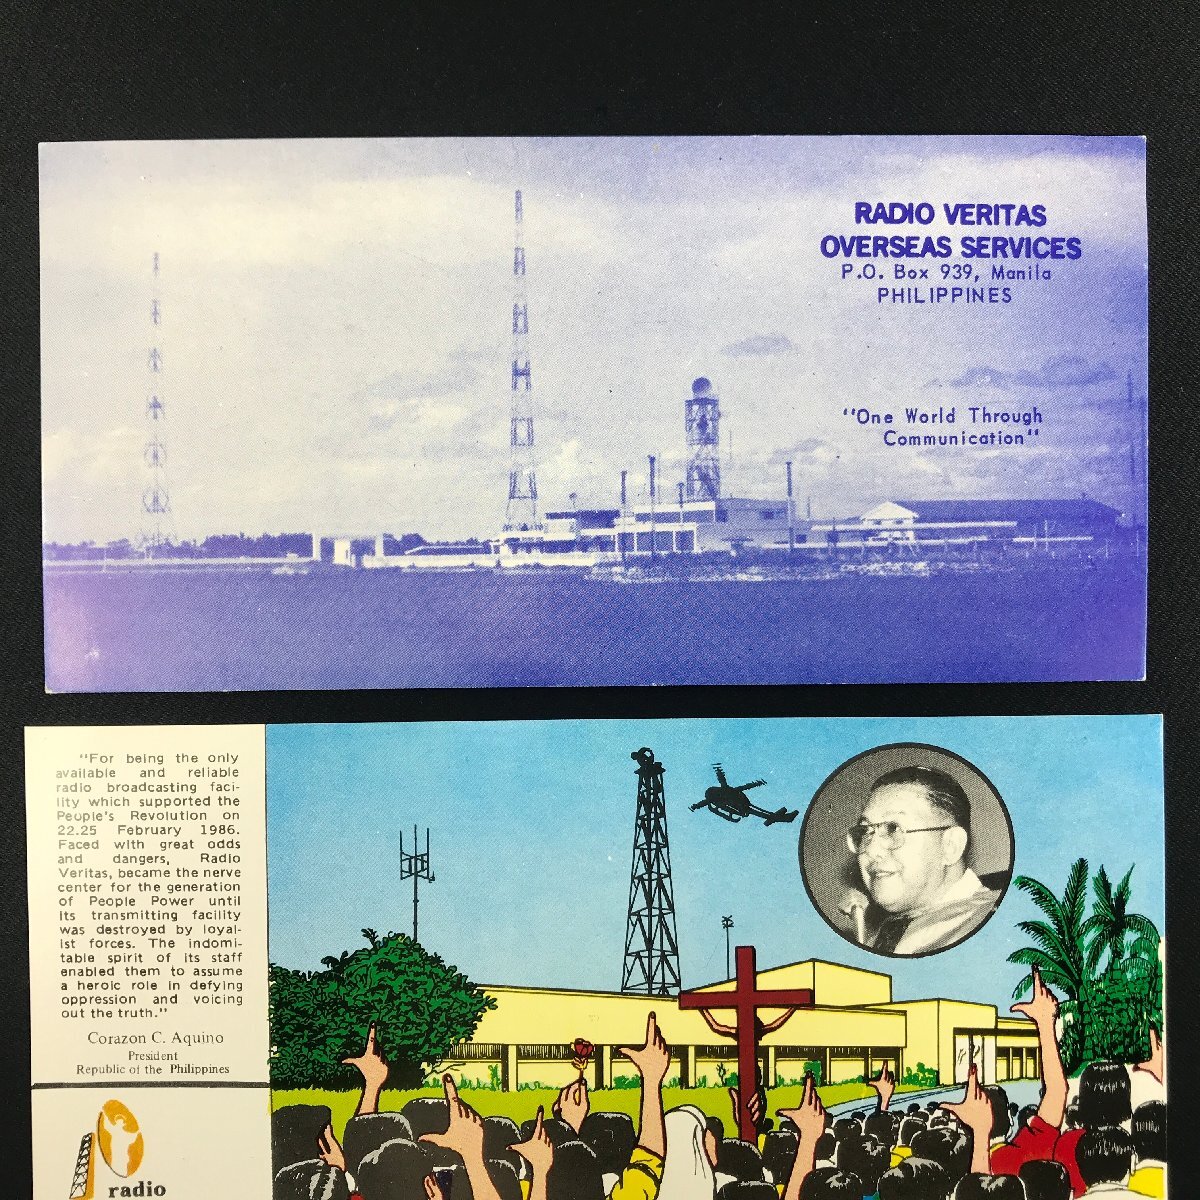 RADIO VERITAS
OVERSEAS SERVICES
P.O. Box 939, Manila
PHILIPPINES
"One World Through
Communication"
"For being the only
available and reliable
radio broadcasting faci-
lity which supported the
People's Revolution on
22.25 February 1986.
Faced with great odds
and dangers, Radio
Veritas, became the nerve
center for the generation
of People Power until
its transmitting facility
was destroyed by loyal-
ist forces. The indomi-
table spirit of its staff
enabled them to assume
a heroic role in defying
oppression and voicing
out the truth."
Corazon C. Aquino
President
Republic of the Philippines
radio